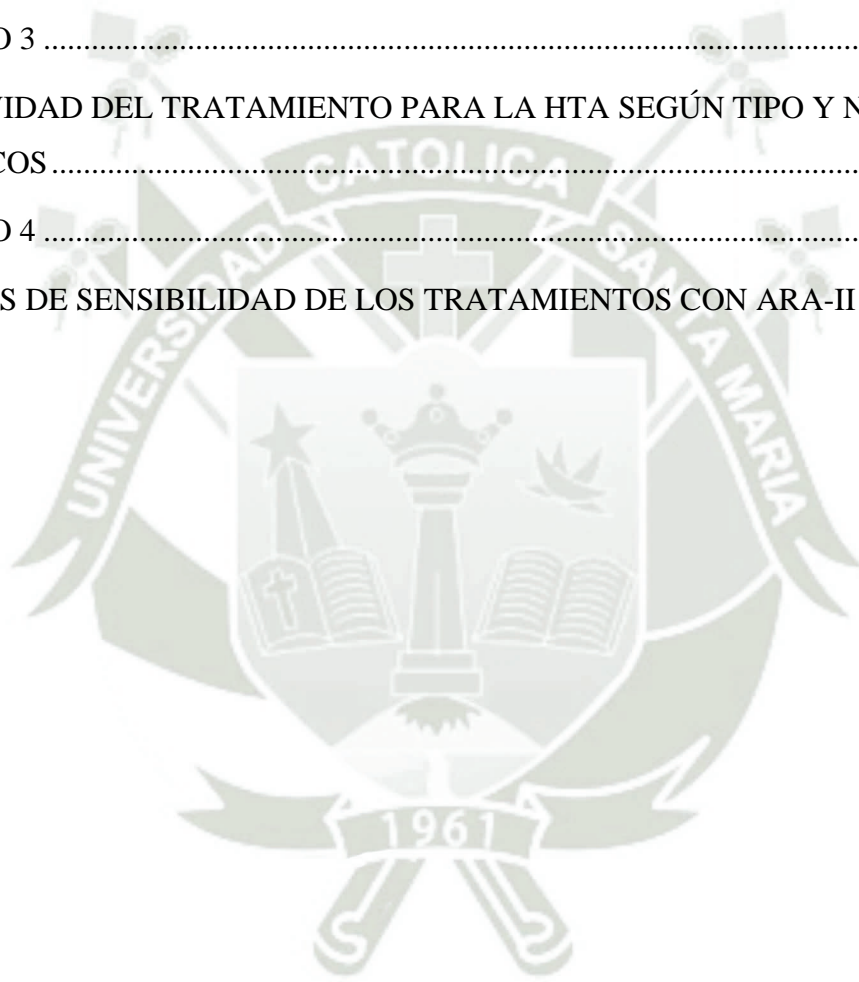 O 3 ........................................................................................................
VIDAD DEL TRATAMIENTO PARA LA HTA SEGÚN TIPO Y N
COS ........................................................................................................
O 4 ........................................................................................................
S DE SENSIBILIDAD DE LOS TRATAMIENTOS CON ARA-II
UNIVERSIDAD CATOLICA SANTA MARIA
1961